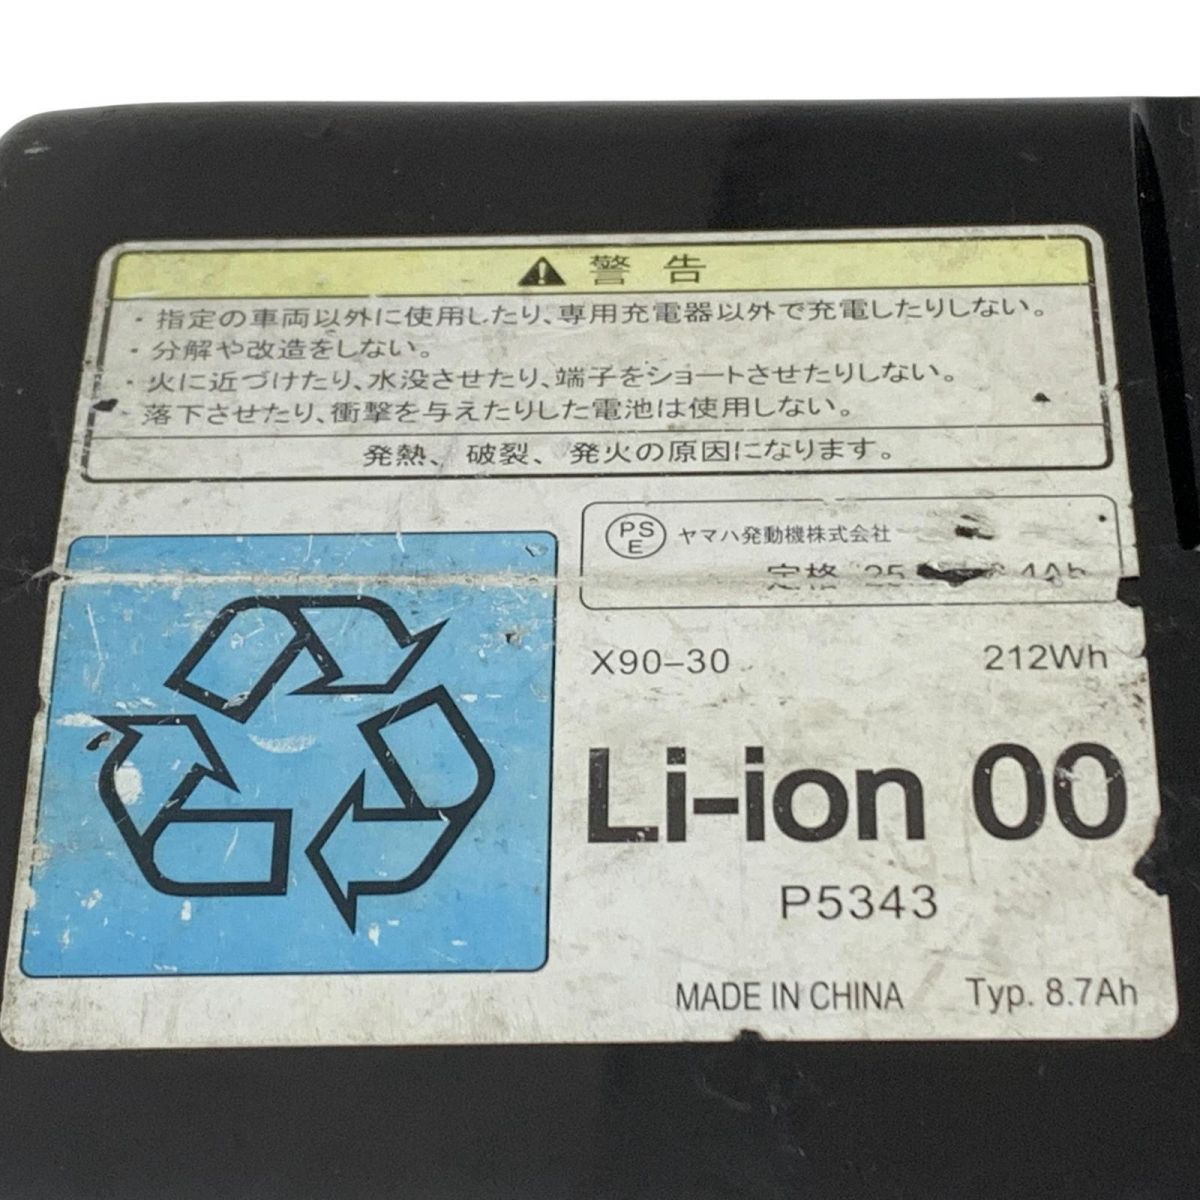 警告
・指定の車両以外に使用したり、専用充電器以外で充電したりしない。
・分解や改造をしない。
・火に近づけたり、水没させたり、端子をショートさせたりしない。
・落下させたり、衝撃を与えたりした電池は使用しない。
発熱、破裂、発火の原因になります。
PS
E
ヤマハ発動機株式会社
定格 25
X90-30
212Wh
Li-ion 00
P5343
MADE IN CHINA
Typ. 8.7Ah